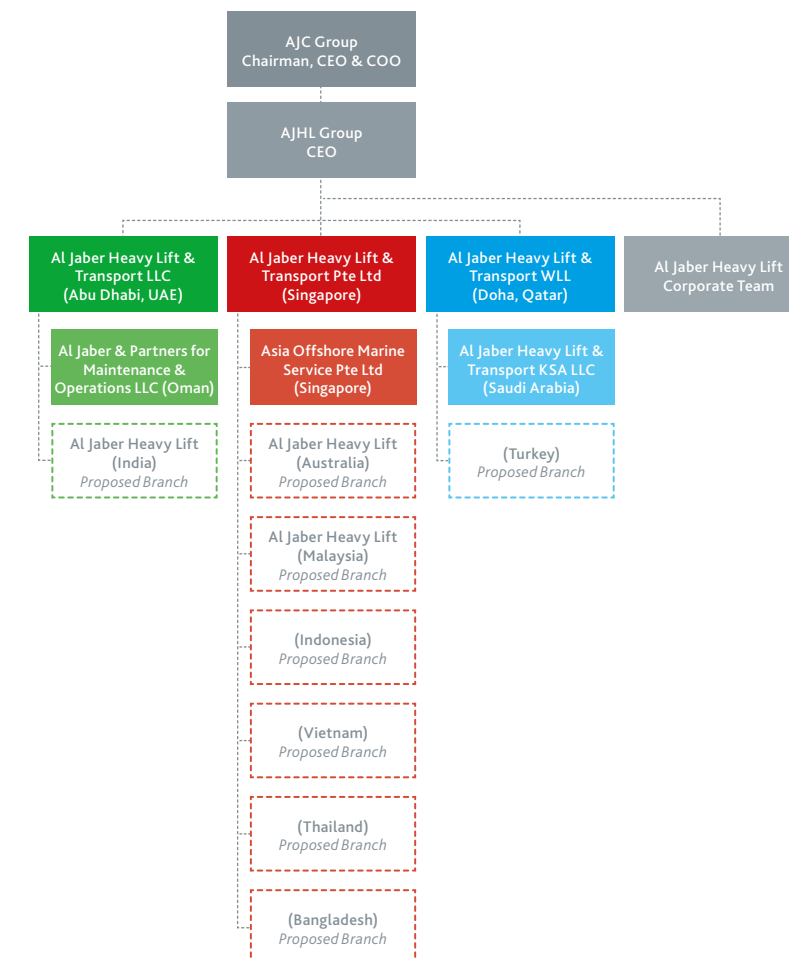 AJC Group
Chairman, CEO & COO
AJHL Group
CEO
Al Jaber Heavy Lift &
Transport LLC
(Abu Dhabi, UAE)
Al Jaber & Partners for
Maintenance &
Operations LLC (Oman)
Al Jaber Heavy Lift
(India)
Proposed Branch
Al Jaber Heavy Lift &
Transport Pte Ltd
(Singapore)
Asia Offshore Marine
Service Pte Ltd
(Singapore)
Al Jaber Heavy Lift
(Australia)
Proposed Branch
Al Jaber Heavy Lift
(Malaysia)
Proposed Branch
(Indonesia)
Proposed Branch
(Vietnam)
Proposed Branch
(Thailand)
Proposed Branch
(Bangladesh)
Proposed Branch
Al Jaber Heavy Lift &
Transport WLL
(Doha, Qatar)
Al Jaber Heavy Lift &
Transport KSA LLC
(Saudi Arabia)
(Turkey)
Proposed Branch
Al Jaber Heavy Lift
Corporate Team